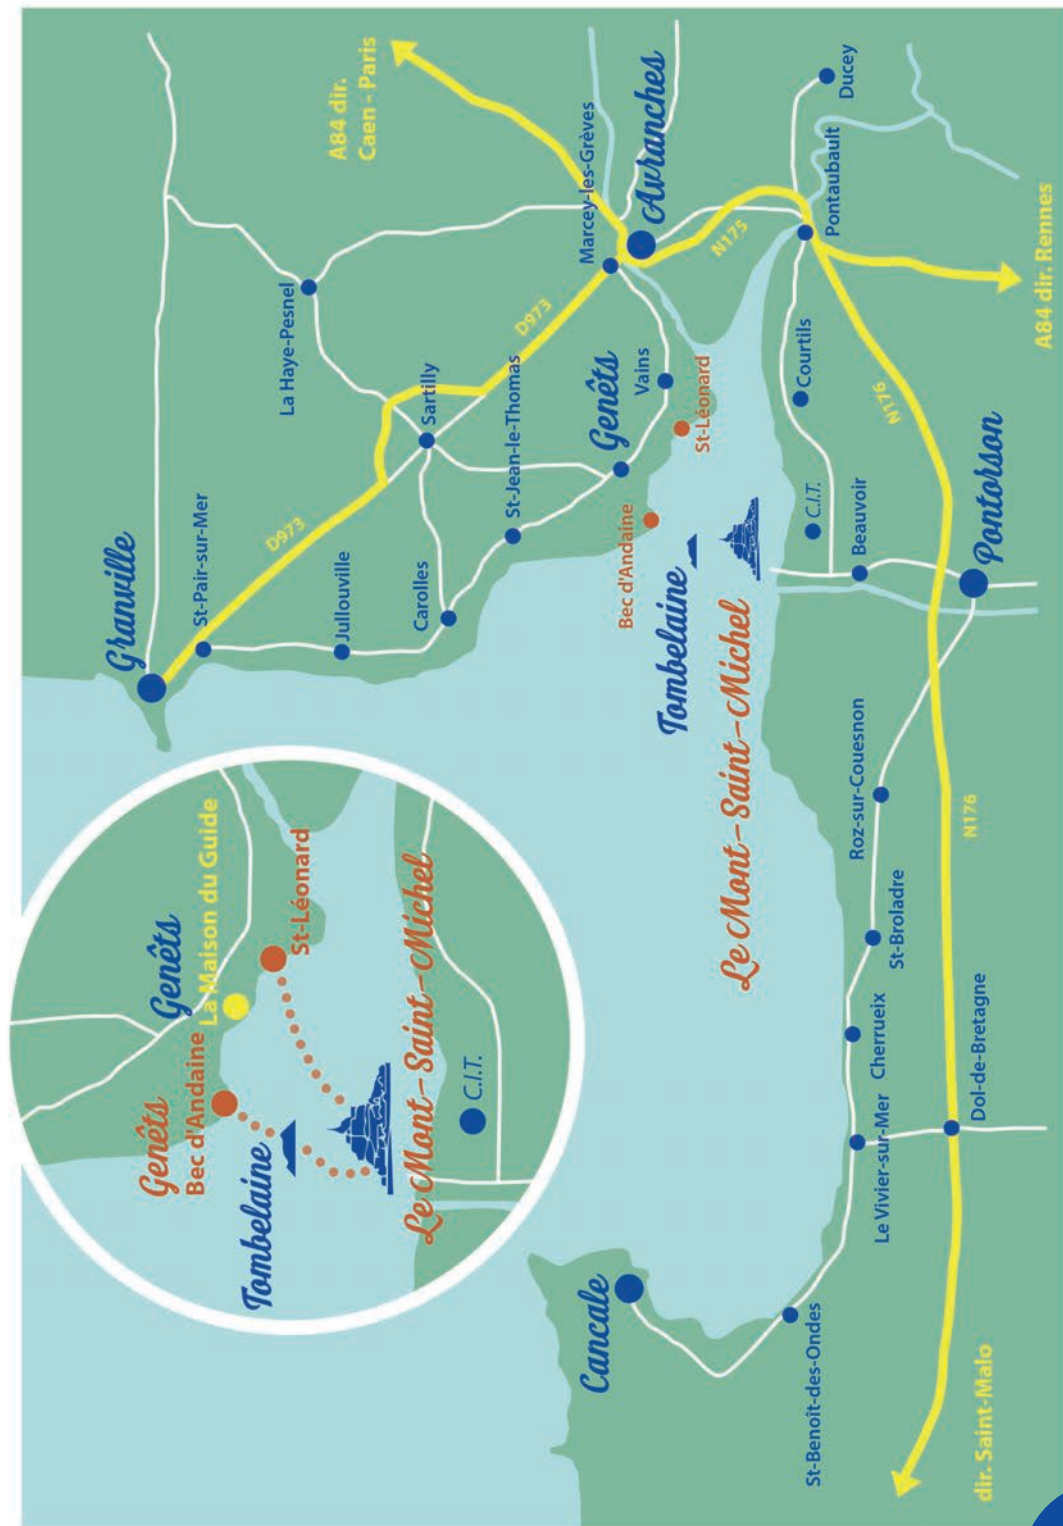 Granville
St-Pair-sur-Mer
D973
Jullouville
La Haye-Pesnel
A84 dir.
Caen - Paris
Carolles
Sartilly
D973
St-Jean-le-Thomas
Marcey-les-Grèves
Avranches
Genêts
Vains
N175
Bec d'Andaine
St-Léonard
Tombelaine
Le Mont-Saint-Michel
C.I.T.
Courtils
Pontaubault
Ducey
Beauvoir
N176
A84 dir. Rennes
Pontorson
Cancale
St-Benoît-des-Ondes
Le Vivier-sur-Mer
Cherrueix
St-Broladre
Roz-sur-Couesnon
Dol-de-Bretagne
N176
dir. Saint-Malo
Genêts
Bec d'Andaine
Genêts
La Maison du Guide
St-Léonard
Tombelaine
Le Mont-Saint-Michel
C.I.T.